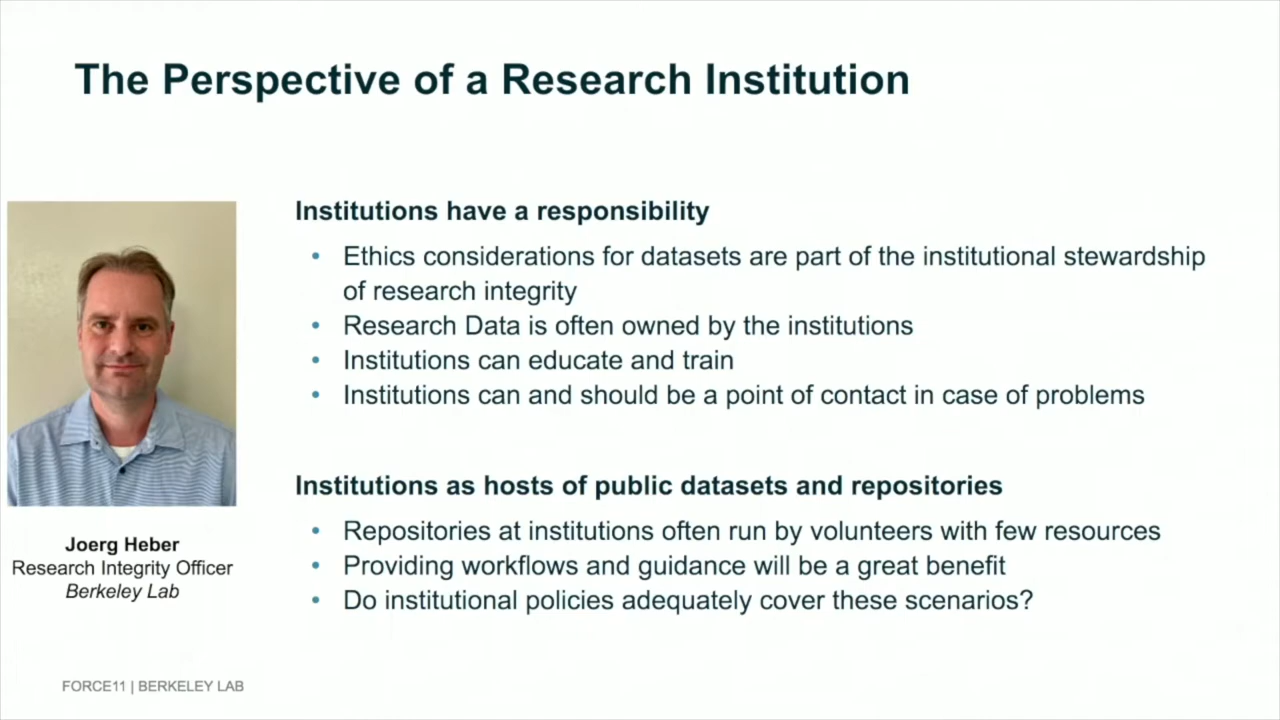 The Perspective of a Research Institution
Institutions have a responsibility
• Ethics considerations for datasets are part of the institutional stewardship
of research integrity
• Research Data is often owned by the institutions
• Institutions can educate and train
• Institutions can and should be a point of contact in case of problems
Institutions as hosts of public datasets and repositories
• Repositories at institutions often run by volunteers with few resources
• Providing workflows and guidance will be a great benefit
• Do institutional policies adequately cover these scenarios?
Joerg Heber
Research Integrity Officer
Berkeley Lab
FORCE11 | BERKELEY LAB